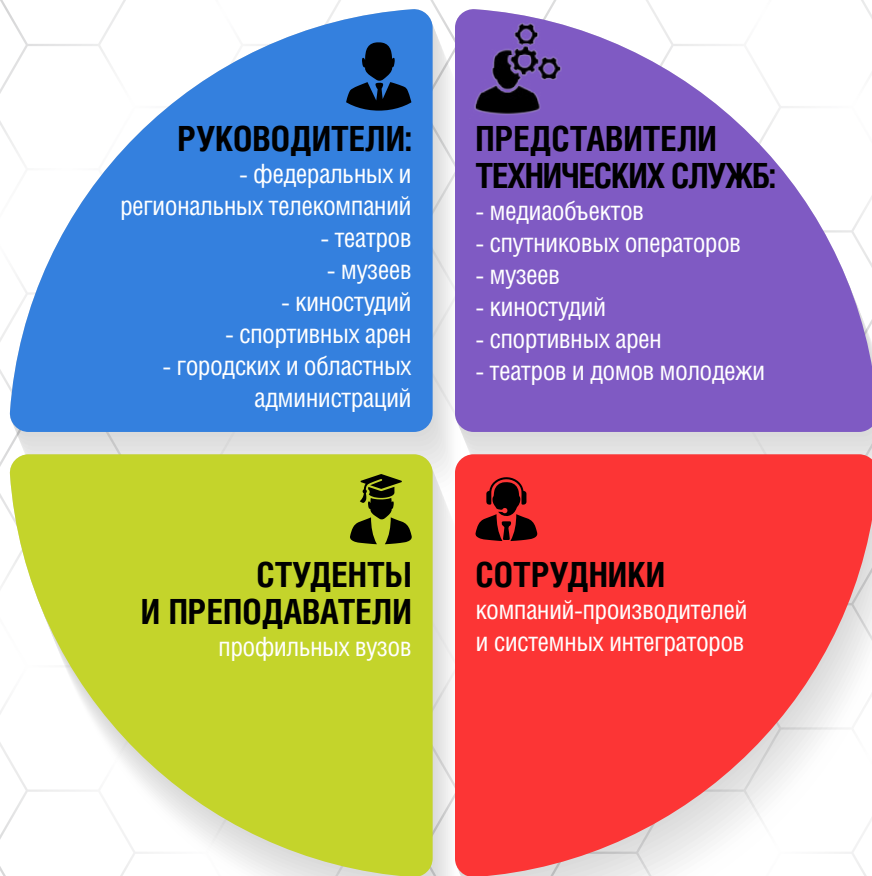 РУКОВОДИТЕЛИ:
- федеральных и
региональных телекомпаний
- театров
- музеев
- киностудий
- спортивных арен
- городских и областных
администраций
ПРЕДСТАВИТЕЛИ
ТЕХНИЧЕСКИХ СЛУЖБ:
- медиаобъектов
- спутниковых операторов
- музеев
- киностудий
- спортивных арен
- театров и домов молодежи
СТУДЕНТЫ
И ПРЕПОДАВАТЕЛИ
профильных вузов
СОТРУДНИКИ
компаний-производителей
и системных интеграторов